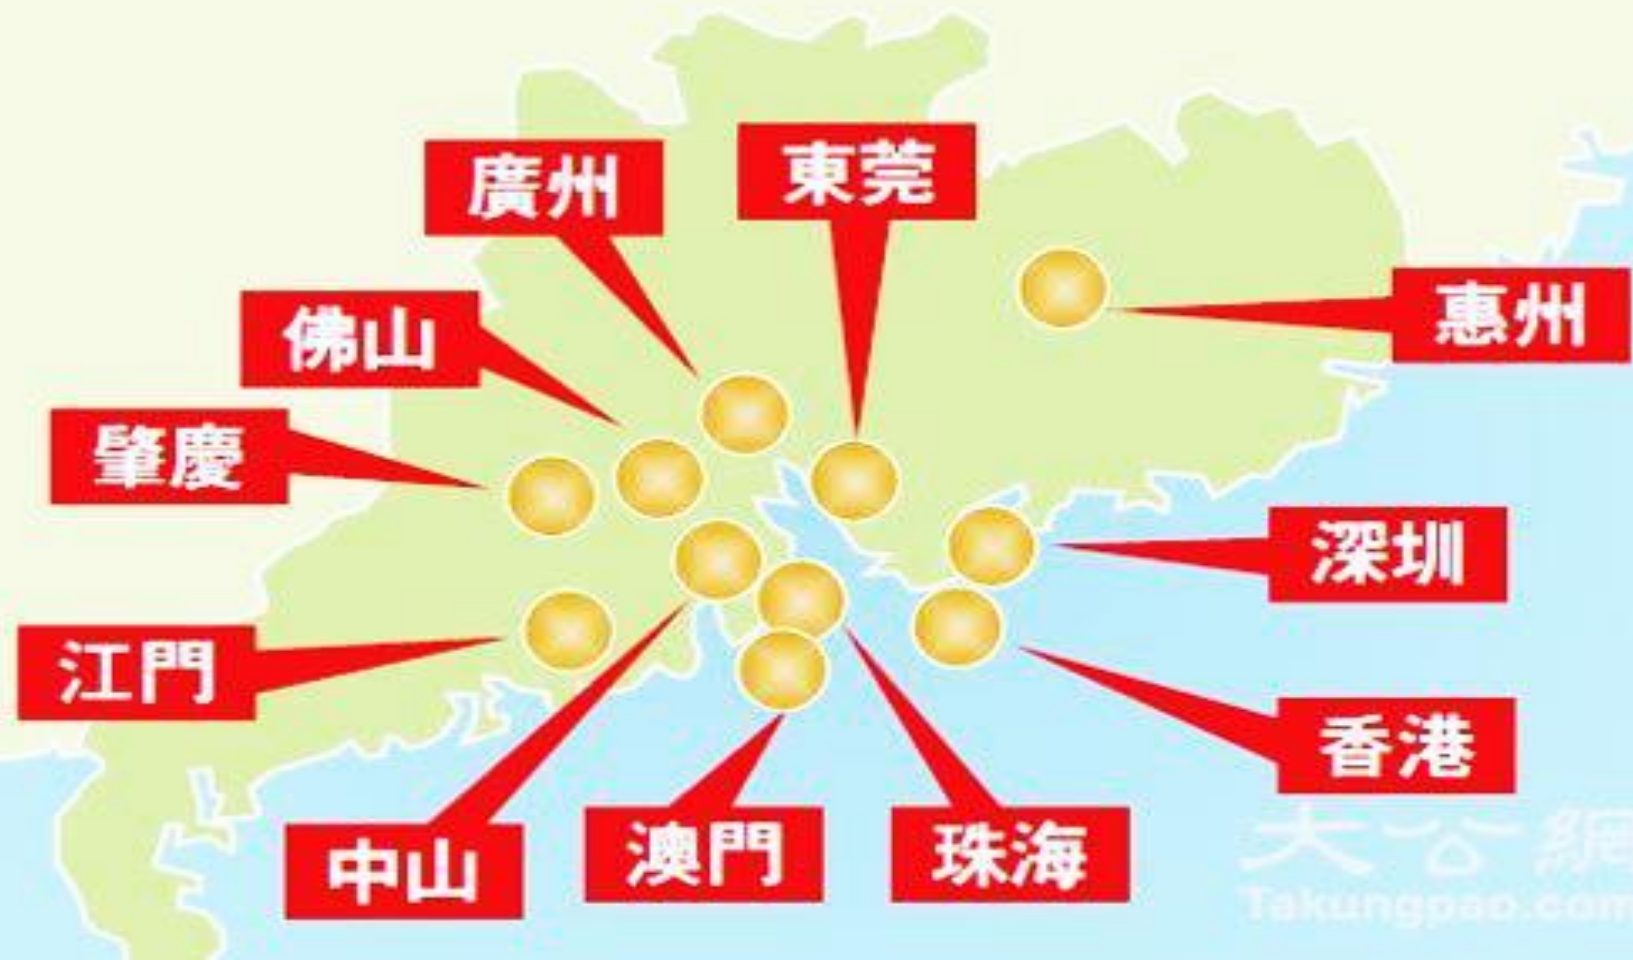 廣州
東莞
佛山
惠州
肇慶
深圳
江門
香港
中山
澳門
珠海
大公網
Takungpao.com